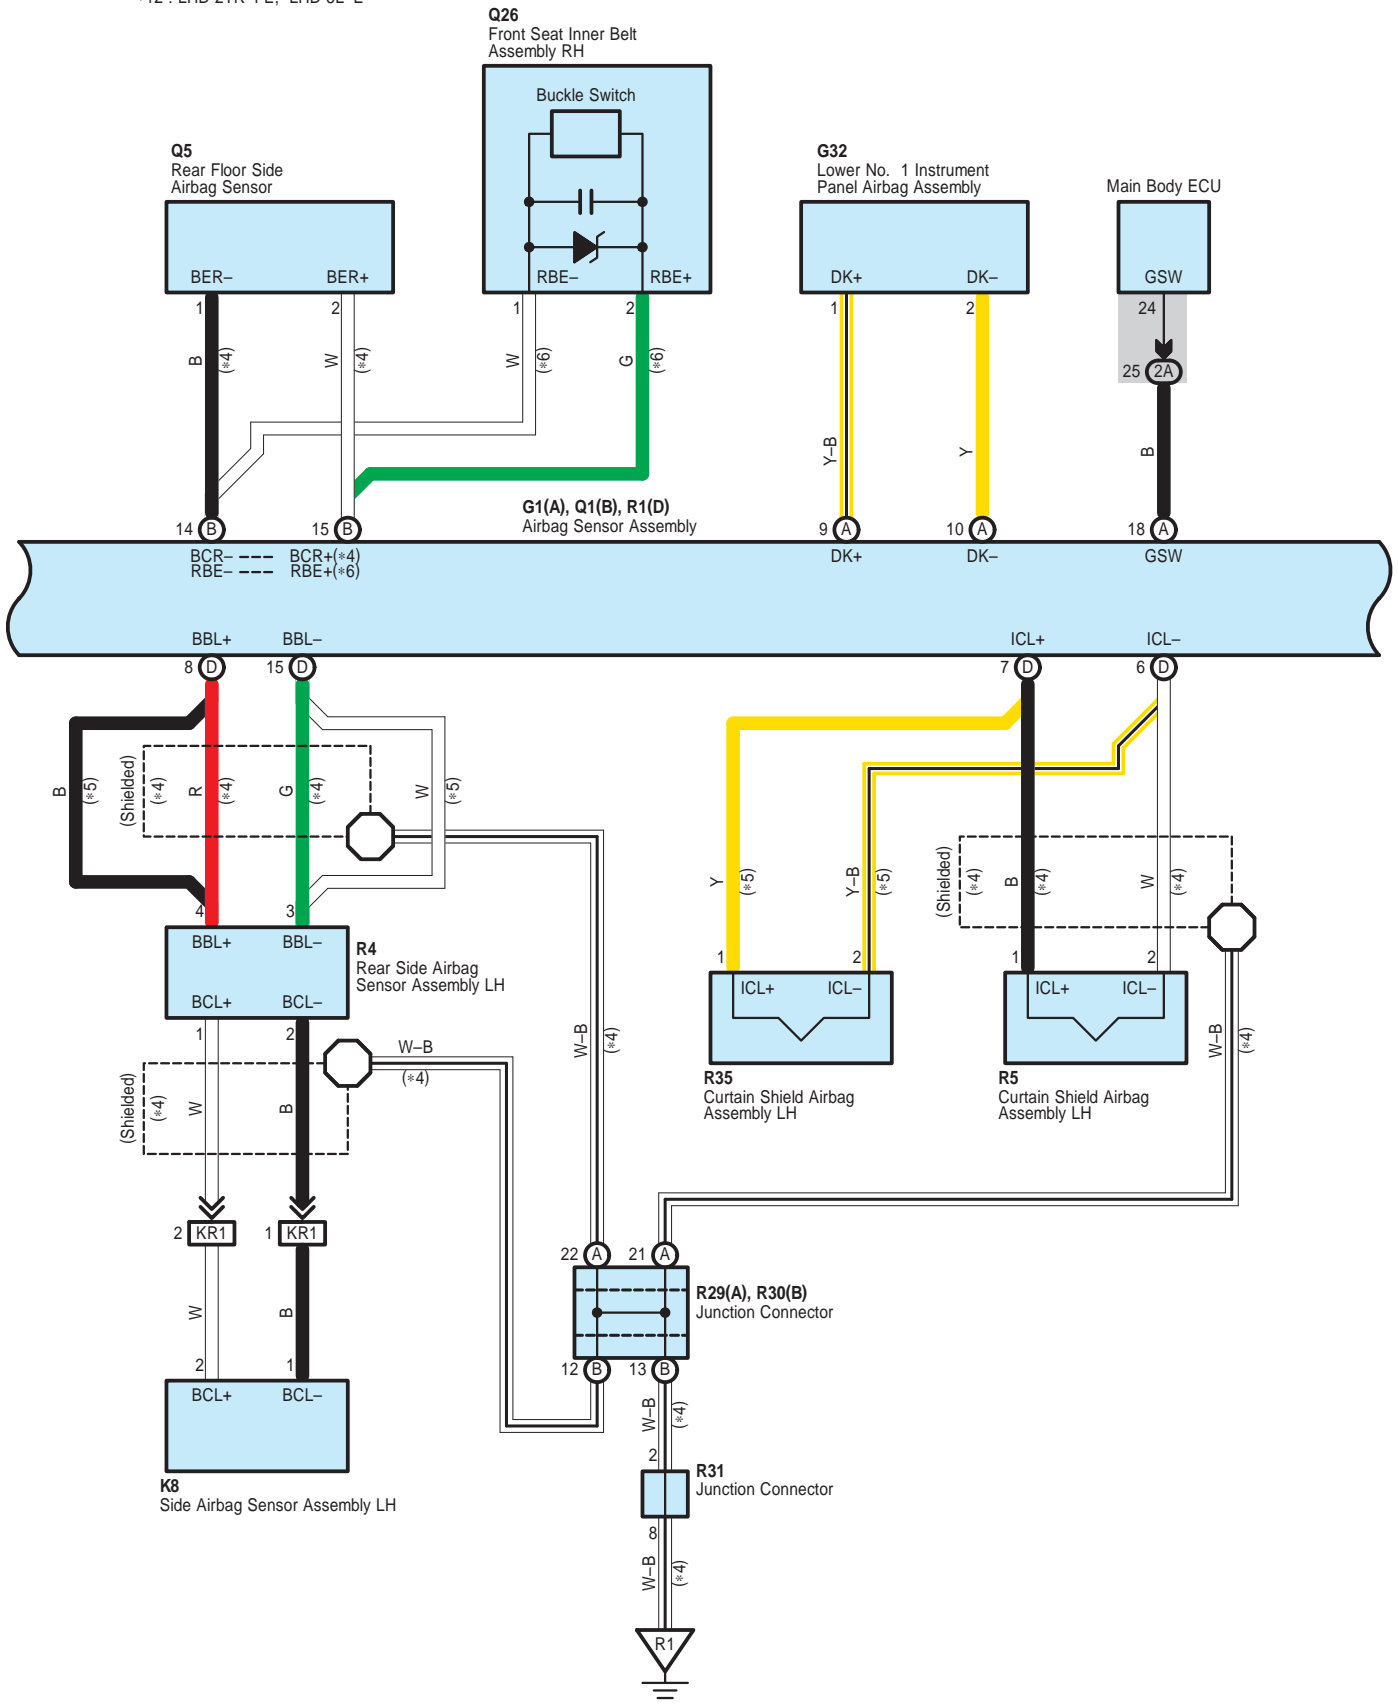 Q26
Front Seat Inner Belt
Assembly RH
Buckle Switch
RBE– RBE+
1 2
W (∗6) G (∗6)
Q5
Rear Floor Side
Airbag Sensor
BER– BER+
1 2
B (∗4) W (∗4)
G32
Lower No. 1 Instrument
Panel Airbag Assembly
DK+ DK–
1 2
Y–B Y
Main Body ECU
GSW
24
25 2A
B
G1(A), Q1(B), R1(D)
Airbag Sensor Assembly
14 B 15 B 9 A 10 A 18 A
BCR– BCR+(∗4) DK+ DK– GSW
RBE– RBE+(∗6)
BBL+ BBL– ICL+ ICL–
8 D 15 D 7 D 6 D
B (∗5) (Shielded) (∗4) R (∗4) G (∗4) W (∗5)
4 3
BBL+ BBL–
BCL+ BCL–
R4
Rear Side Airbag
Sensor Assembly LH
1 2
W–B
(∗4)
(Shielded) (∗4) W B
2 KR1 1 KR1
W B
2 1
BCL+ BCL–
K8
Side Airbag Sensor Assembly LH
Y (∗5) Y–B (∗5)
1 2
ICL+ ICL–
R35
Curtain Shield Airbag
Assembly LH
(Shielded) (∗4) B (∗4) W (∗4)
1 2
ICL+ ICL–
R5
Curtain Shield Airbag
Assembly LH
W–B (∗4)
W–B (∗4)
22 A 21 A
R29(A), R30(B)
Junction Connector
12 B 13 B
W–B (∗4)
2
R31
Junction Connector
8
W–B (∗4)
R1